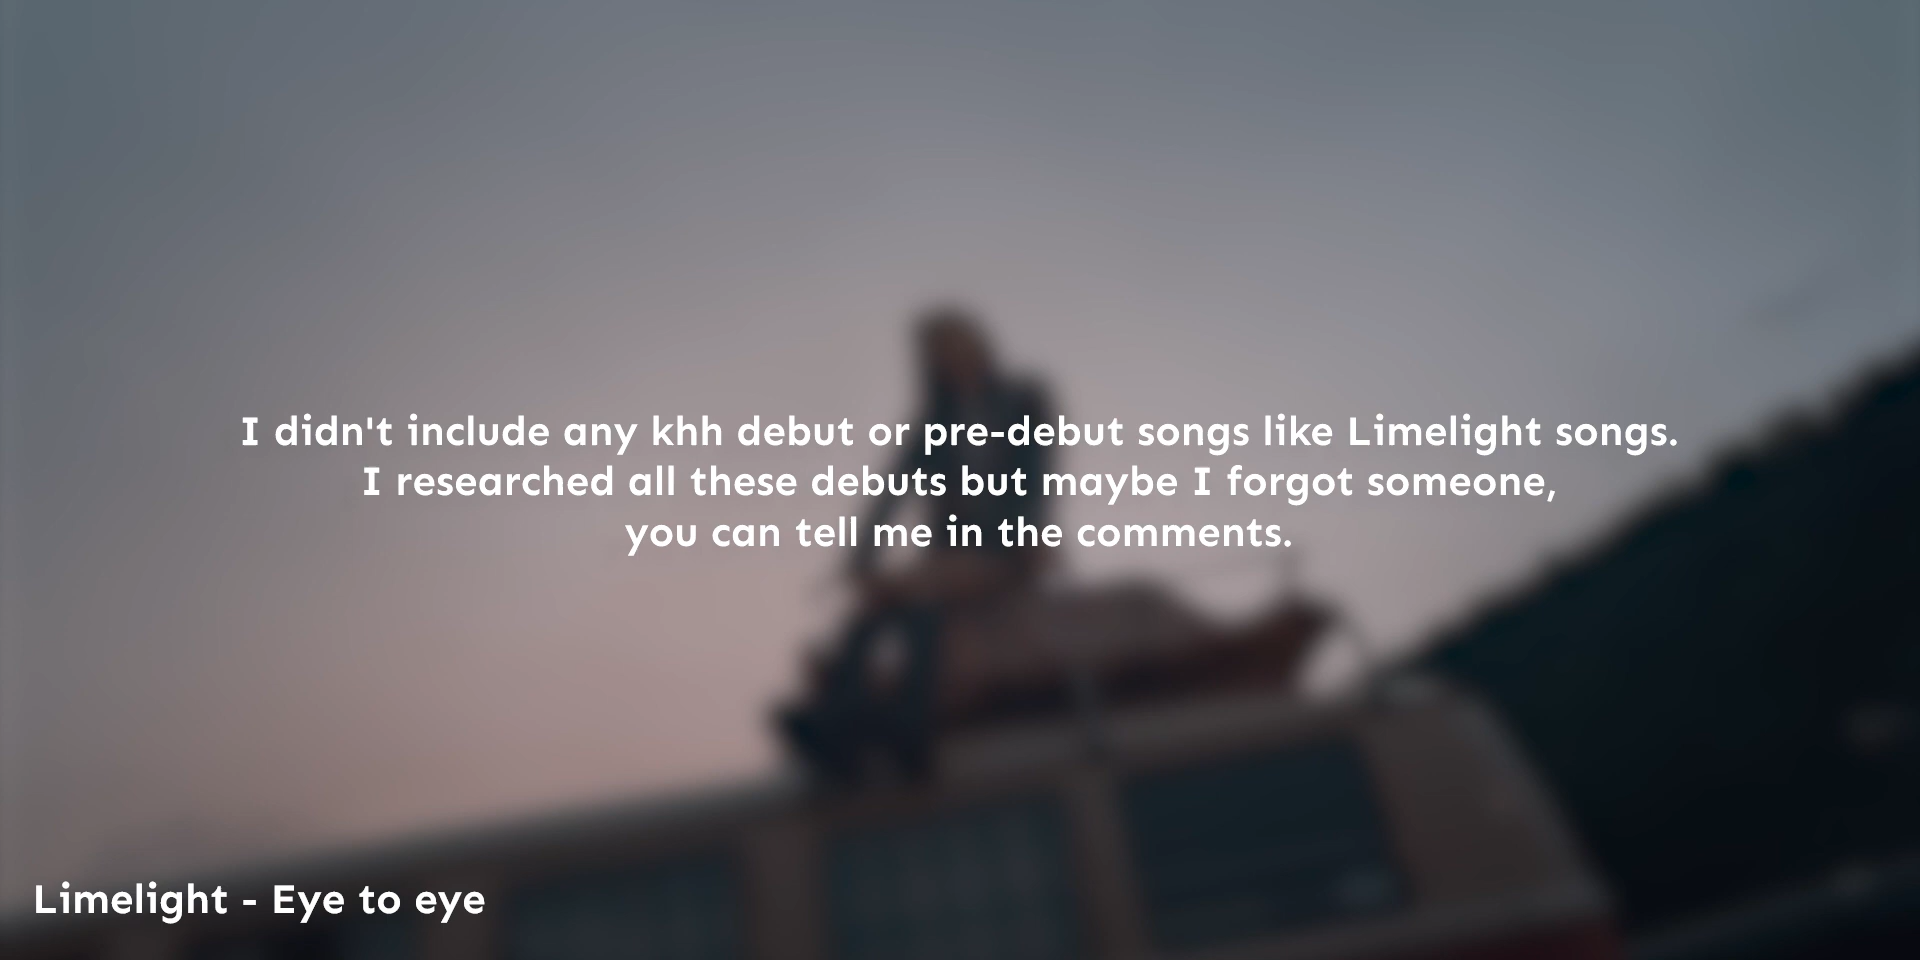 I didn't include any khh debut or pre-debut songs like Limelight songs.
I researched all these debuts but maybe I forgot someone,
you can tell me in the comments.
Limelight - Eye to eye